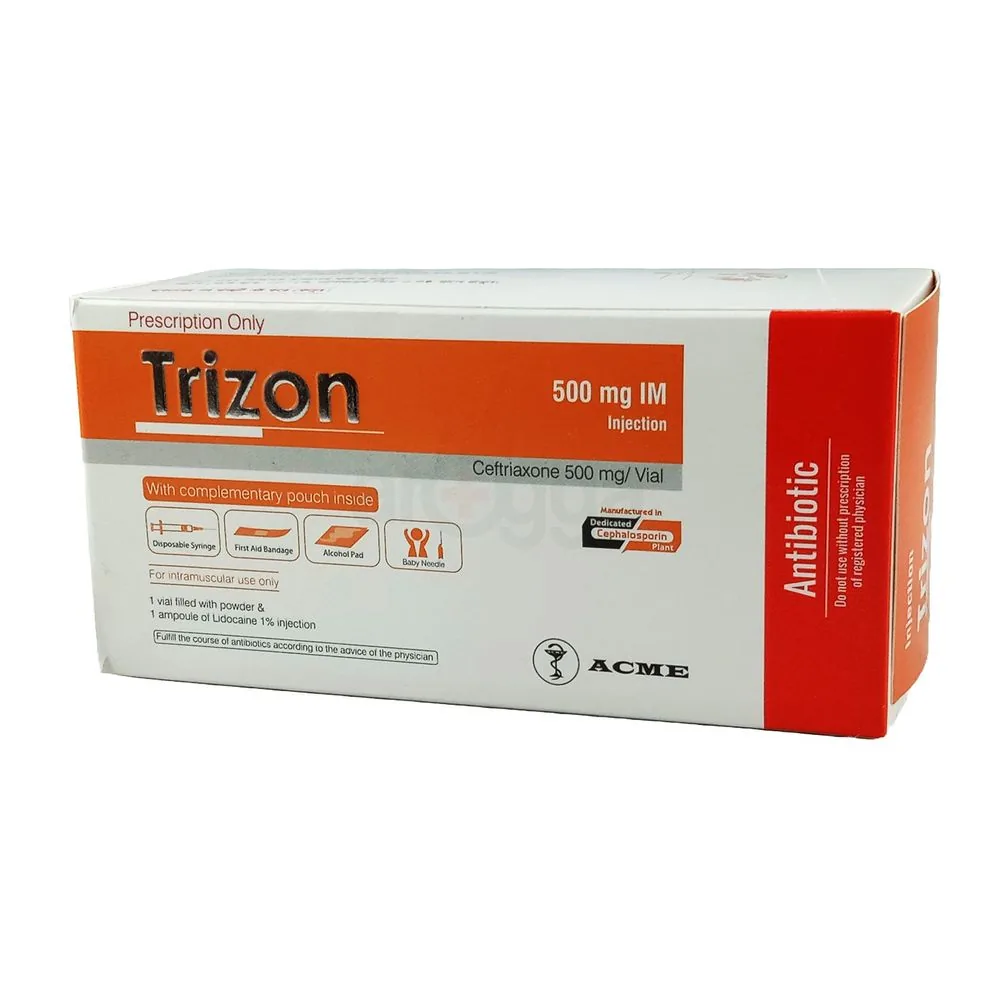 Prescription Only
Trizon
500 mg IM
Injection
Ceftriaxone 500 mg/ Vial
With complementary pouch inside
Disposable Syringe
First Aid Bandage
Alcohol Pad
Baby Needle
Manufactured in
Dedicated
Cephalosporin
Plant
For intramuscular use only
1 vial filled with powder &
1 ampoule of Lidocaine 1% injection
Fulfill the course of antibiotics according to the advice of the physician
ACME
Antibiotic
Do not use without prescription
of registered physician
Trizon
Injection